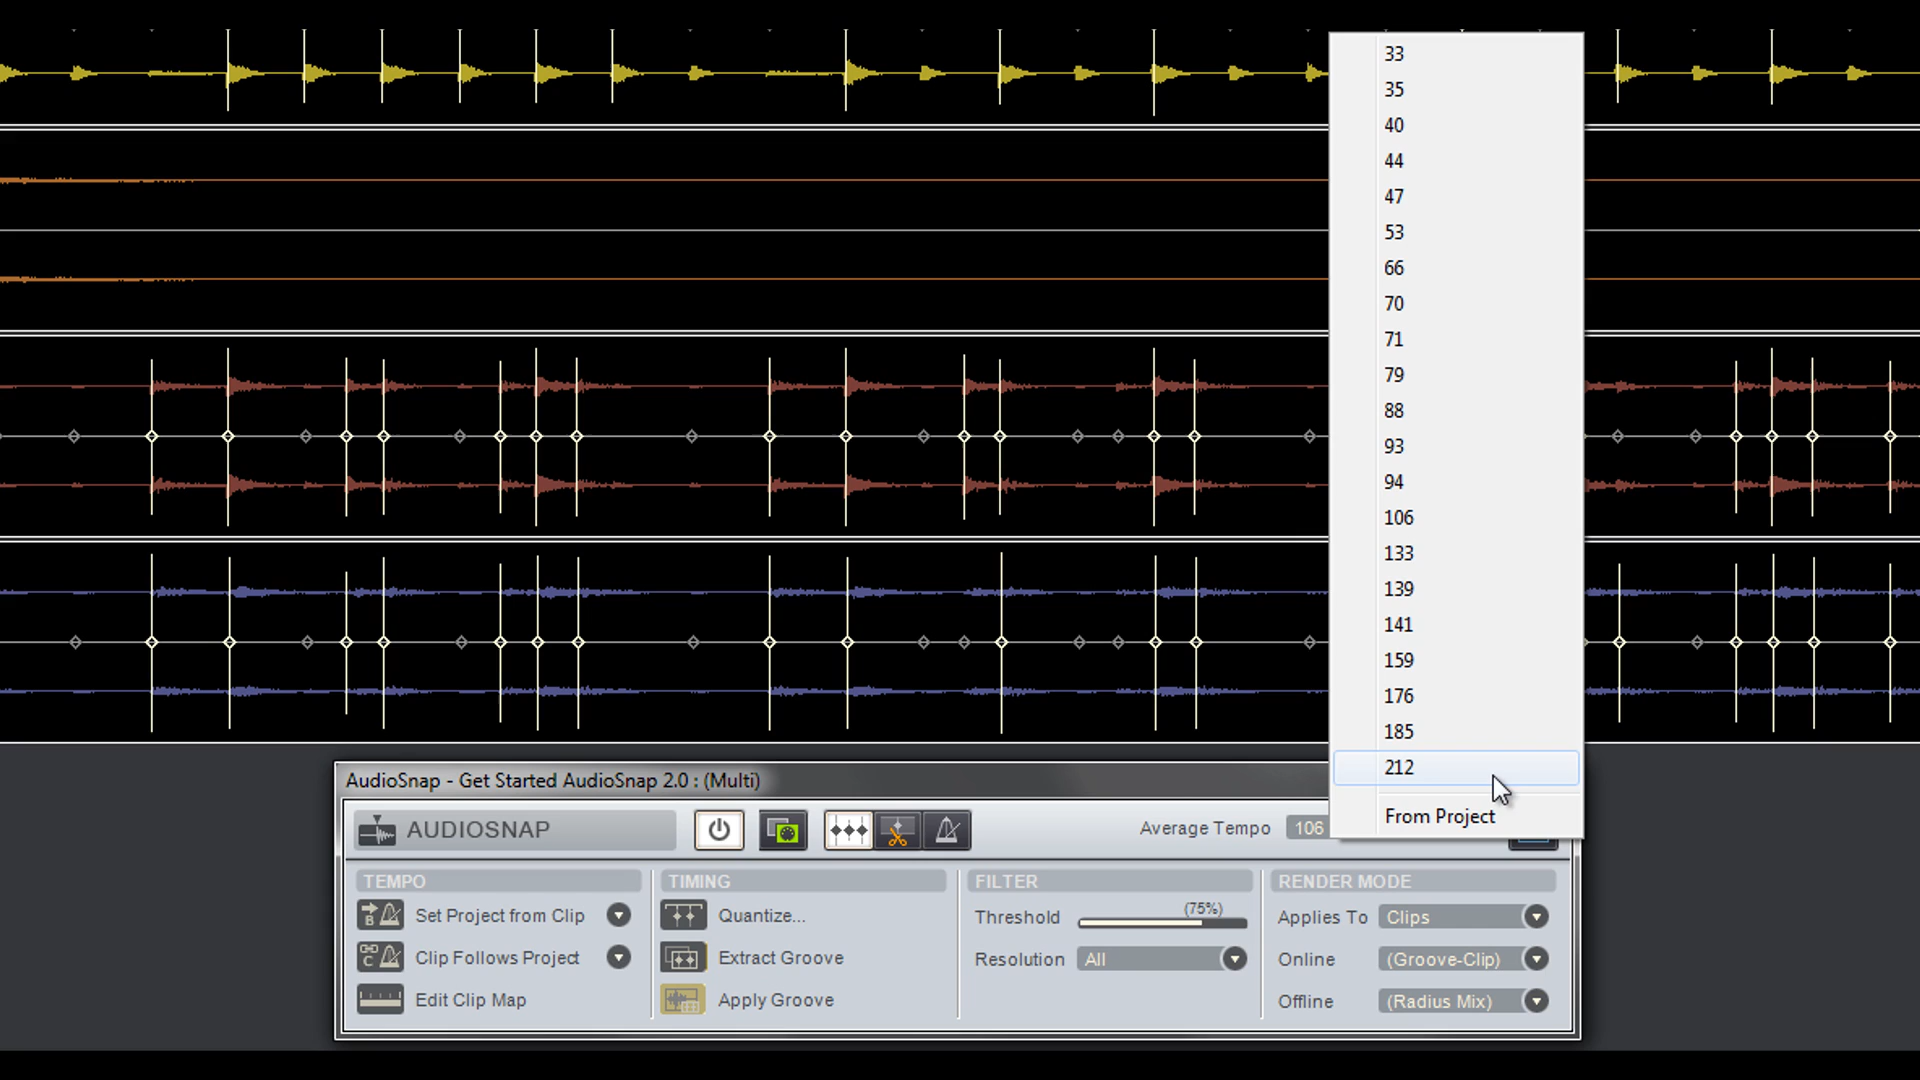 33
35
40
44
47
53
66
70
71
79
88
93
94
106
133
139
141
159
176
185
212
From Project
AudioSnap - Get Started AudioSnap 2.0 : (Multi)
AUDIOSNAP
Average Tempo 106
TEMPO
Set Project from Clip
B
Clip Follows Project
C
Edit Clip Map
TIMING
Quantize...
Extract Groove
Apply Groove
FILTER
Threshold (75%)
Resolution All
RENDER MODE
Applies To Clips
Online (Groove-Clip)
Offline (Radius Mix)